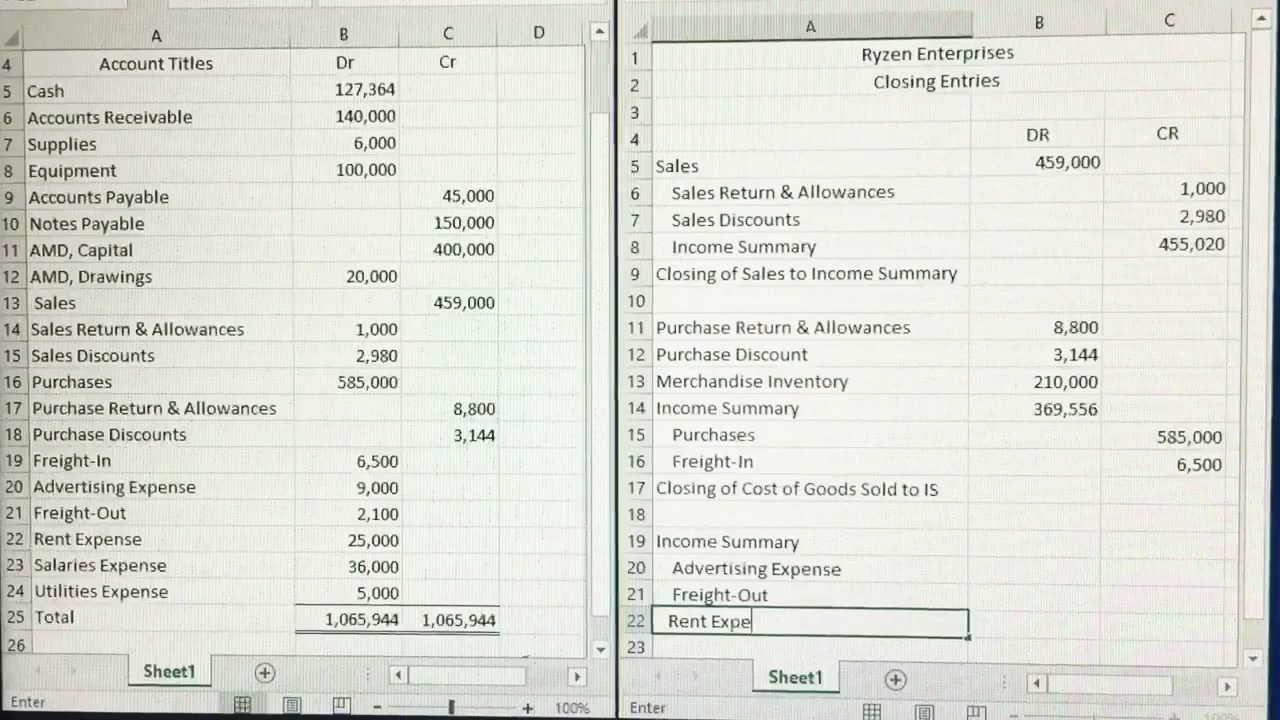 A B C D
4 Account Titles Dr Cr
5 Cash 127,364
6 Accounts Receivable 140,000
7 Supplies 6,000
8 Equipment 100,000
9 Accounts Payable 45,000
10 Notes Payable 150,000
11 AMD, Capital 400,000
12 AMD, Drawings 20,000
13 Sales 459,000
14 Sales Return & Allowances 1,000
15 Sales Discounts 2,980
16 Purchases 585,000
17 Purchase Return & Allowances 8,800
18 Purchase Discounts 3,144
19 Freight-In 6,500
20 Advertising Expense 9,000
21 Freight-Out 2,100
22 Rent Expense 25,000
23 Salaries Expense 36,000
24 Utilities Expense 5,000
25 Total 1,065,944 1,065,944
26
Sheet1
Enter 100%
A B C
1 Ryzen Enterprises
2 Closing Entries
3
4 DR CR
5 Sales 459,000
6 Sales Return & Allowances 1,000
7 Sales Discounts 2,980
8 Income Summary 455,020
9 Closing of Sales to Income Summary
10
11 Purchase Return & Allowances 8,800
12 Purchase Discount 3,144
13 Merchandise Inventory 210,000
14 Income Summary 369,556
15 Purchases 585,000
16 Freight-In 6,500
17 Closing of Cost of Goods Sold to IS
18
19 Income Summary
20 Advertising Expense
21 Freight-Out
22 Rent Expe
23
Sheet1
Enter 100%